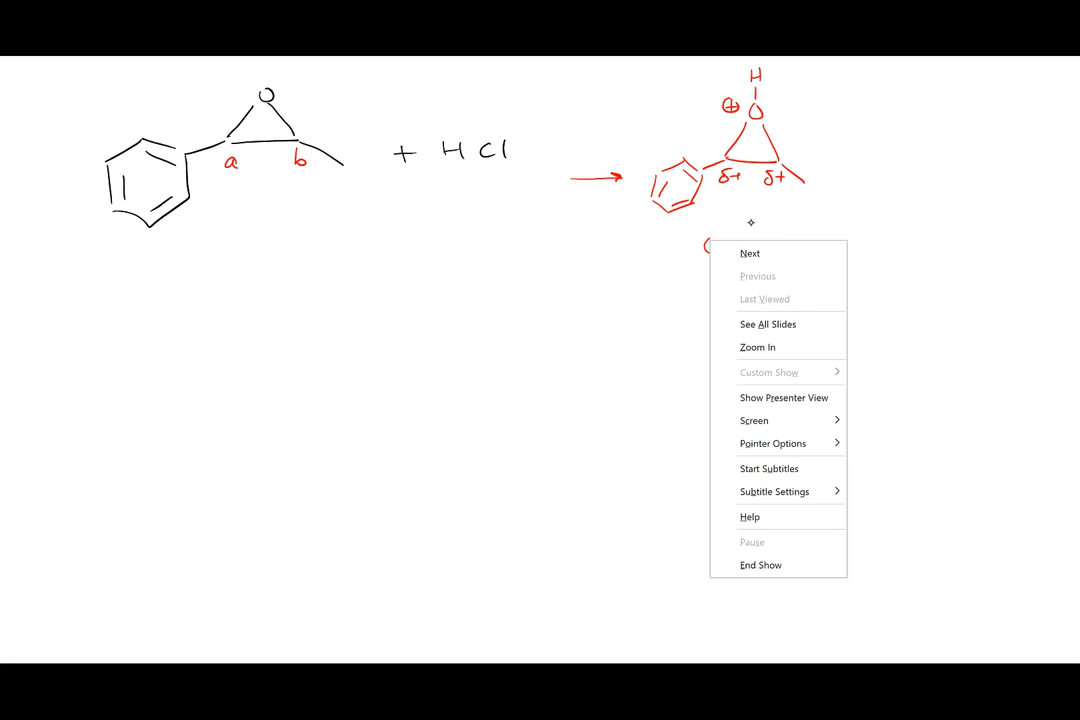 H
⊕ O
O
+ HCl
a b
δ+ δ+
Next
Previous
Last Viewed
See All Slides
Zoom In
Custom Show
Show Presenter View
Screen
Pointer Options
Start Subtitles
Subtitle Settings
Help
Pause
End Show